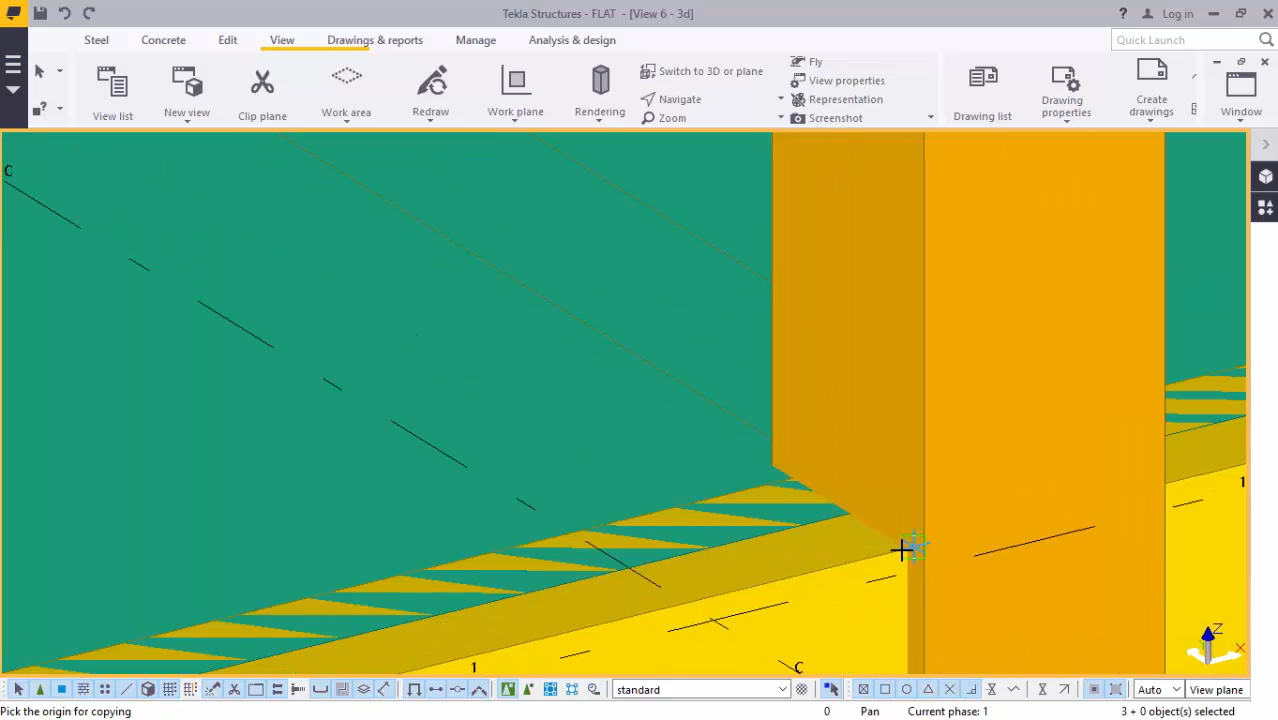 Tekla Structures - FLAT - [View 6 - 3d]
Log in
Steel
Concrete
Edit
View
Drawings & reports
Manage
Analysis & design
Quick Launch
View list
New view
Clip plane
Work area
Redraw
Work plane
Rendering
Switch to 3D or plane
Navigate
Zoom
Fly
View properties
Representation
Screenshot
Drawing list
Drawing properties
Create drawings
Window
C
1
1
C
Z
X
standard
Auto
View plane
Pick the origin for copying
0
Pan
Current phase: 1
3 + 0 object(s) selected